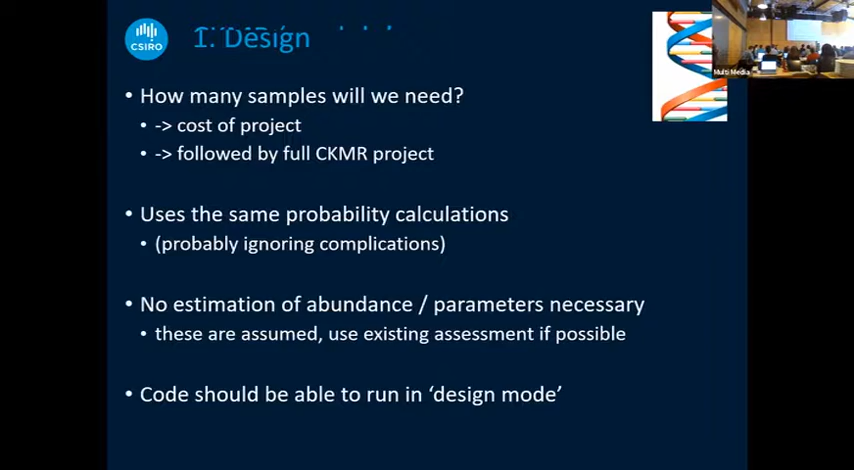 CSIRO
1. Design
Multi Media
• How many samples will we need?
• -> cost of project
• -> followed by full CKMR project
• Uses the same probability calculations
• (probably ignoring complications)
• No estimation of abundance / parameters necessary
• these are assumed, use existing assessment if possible
• Code should be able to run in ‘design mode’